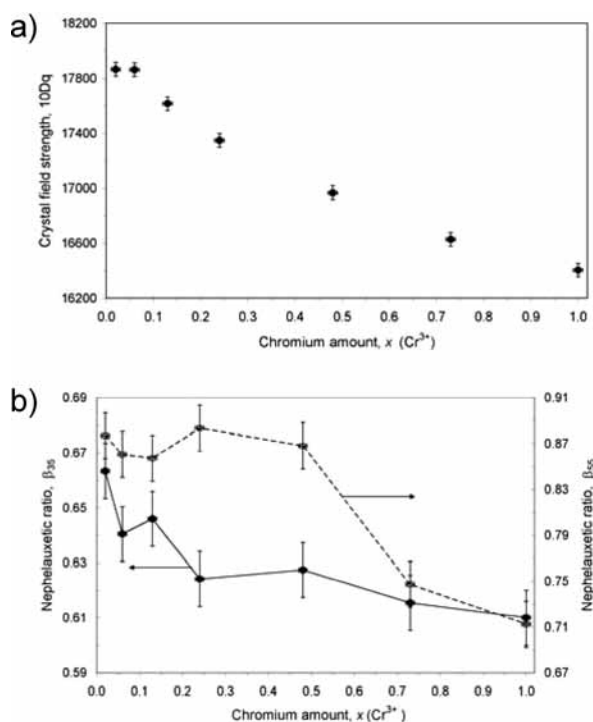 a)
18200
17800
17400
17000
16600
16200
Crystal field strength, 10Dq
0.0 0.1 0.2 0.3 0.4 0.5 0.6 0.7 0.8 0.9 1.0
Chromium amount, x (Cr3+)
b)
0.69
0.67
0.65
0.63
0.61
0.59
Nephelauxetic ratio, β35
0.91
0.87
0.83
0.79
0.75
0.71
0.67
Nephelauxetic ratio, β55
0.0 0.1 0.2 0.3 0.4 0.5 0.6 0.7 0.8 0.9 1.0
Chromium amount, x (Cr3+)